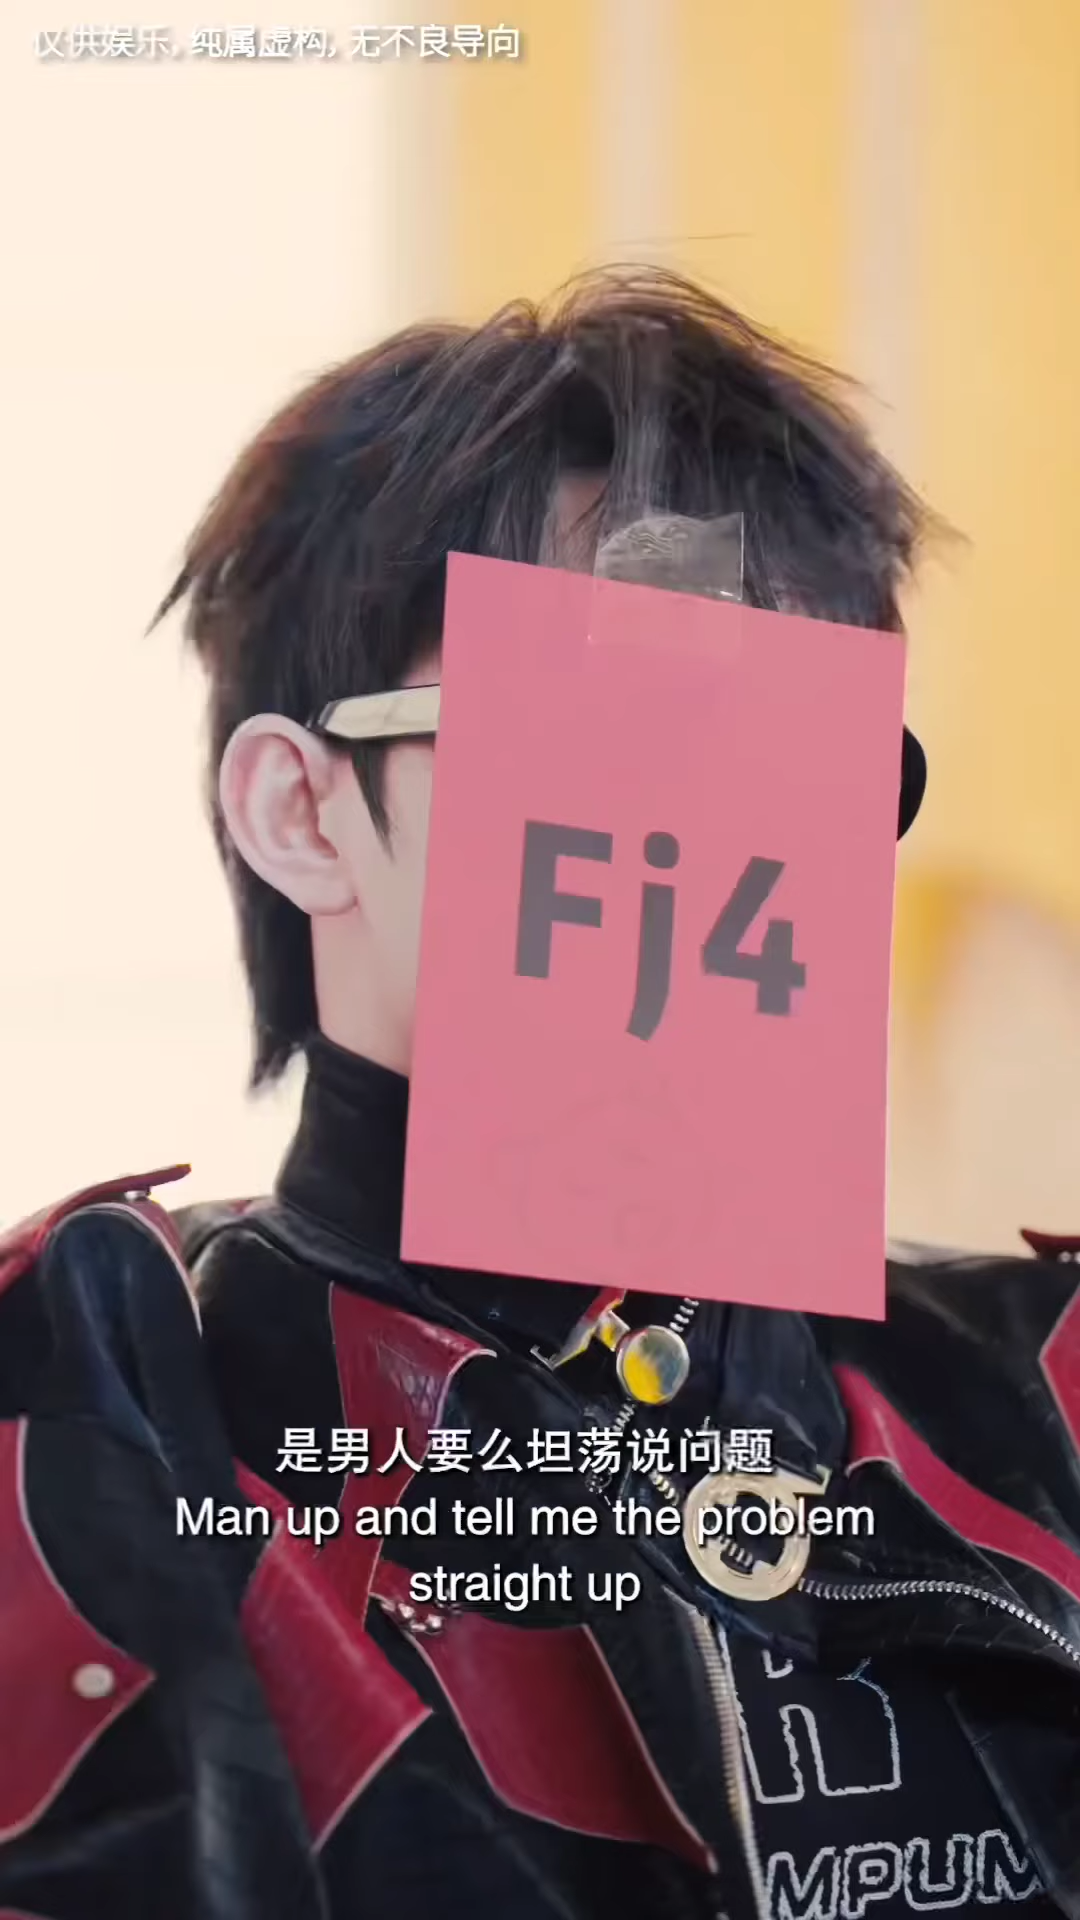 仅供娱乐, 纯属虚构, 无不良导向
Fj4
是男人要么坦荡说问题
Man up and tell me the problem
straight up
MPUM